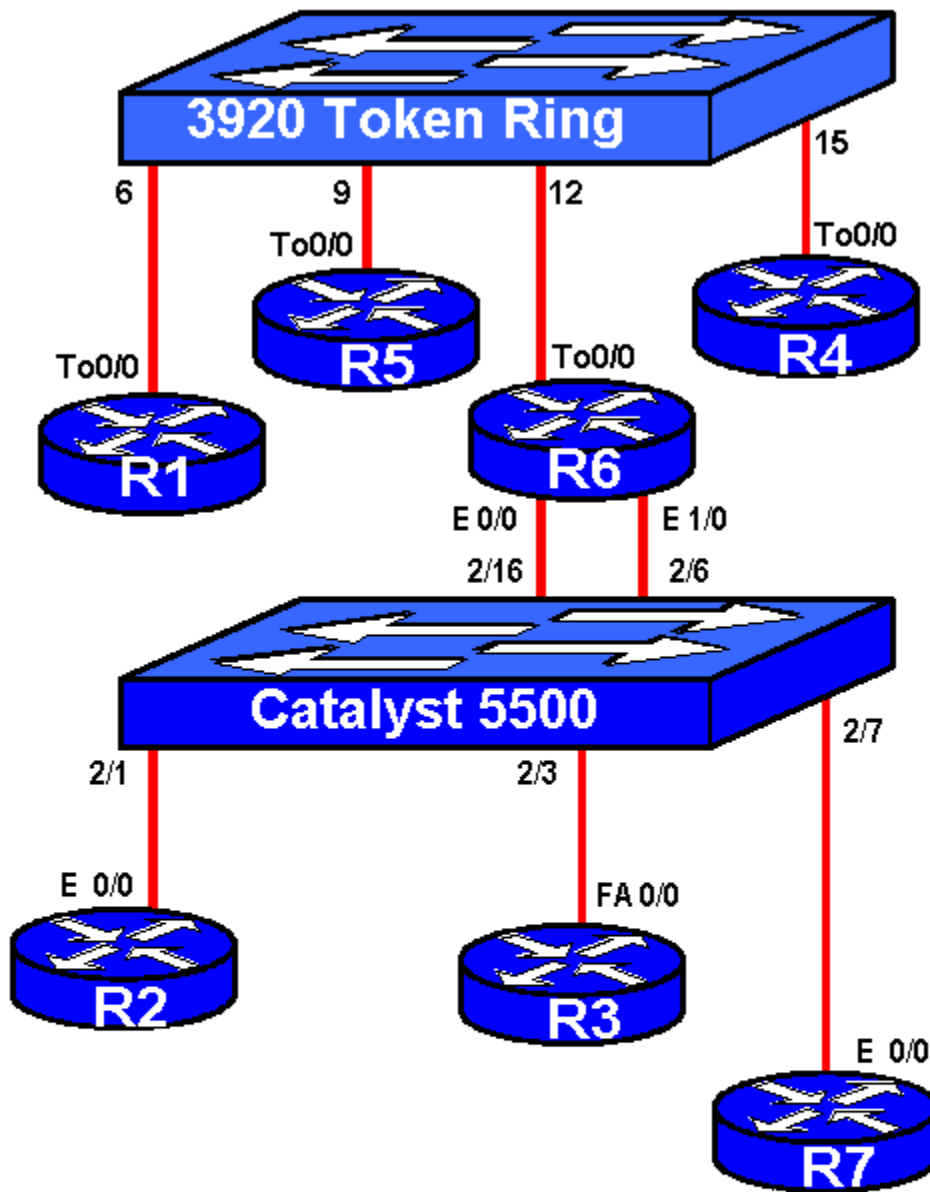 3920 Token Ring
6
9
12
15
To0/0
To0/0
R5
R4
To0/0
To0/0
R1
R6
E 0/0
E 1/0
2/16
2/6
Catalyst 5500
2/1
2/3
2/7
E 0/0
FA 0/0
R2
R3
E 0/0
R7